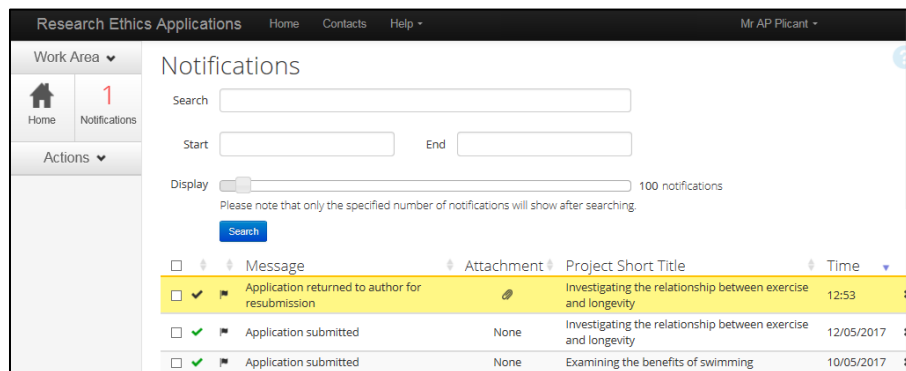 Research Ethics Applications Home Contacts Help Mr AP Plicant
Work Area
Home
1
Notifications
Actions
Notifications
Search
Start End
Display 100 notifications
Please note that only the specified number of notifications will show after searching.
Search
Message Attachment Project Short Title Time
Application returned to author for
resubmission
Investigating the relationship between exercise
and longevity
12:53
Application submitted None
Investigating the relationship between exercise
and longevity
12/05/2017
Application submitted None Examining the benefits of swimming 10/05/2017